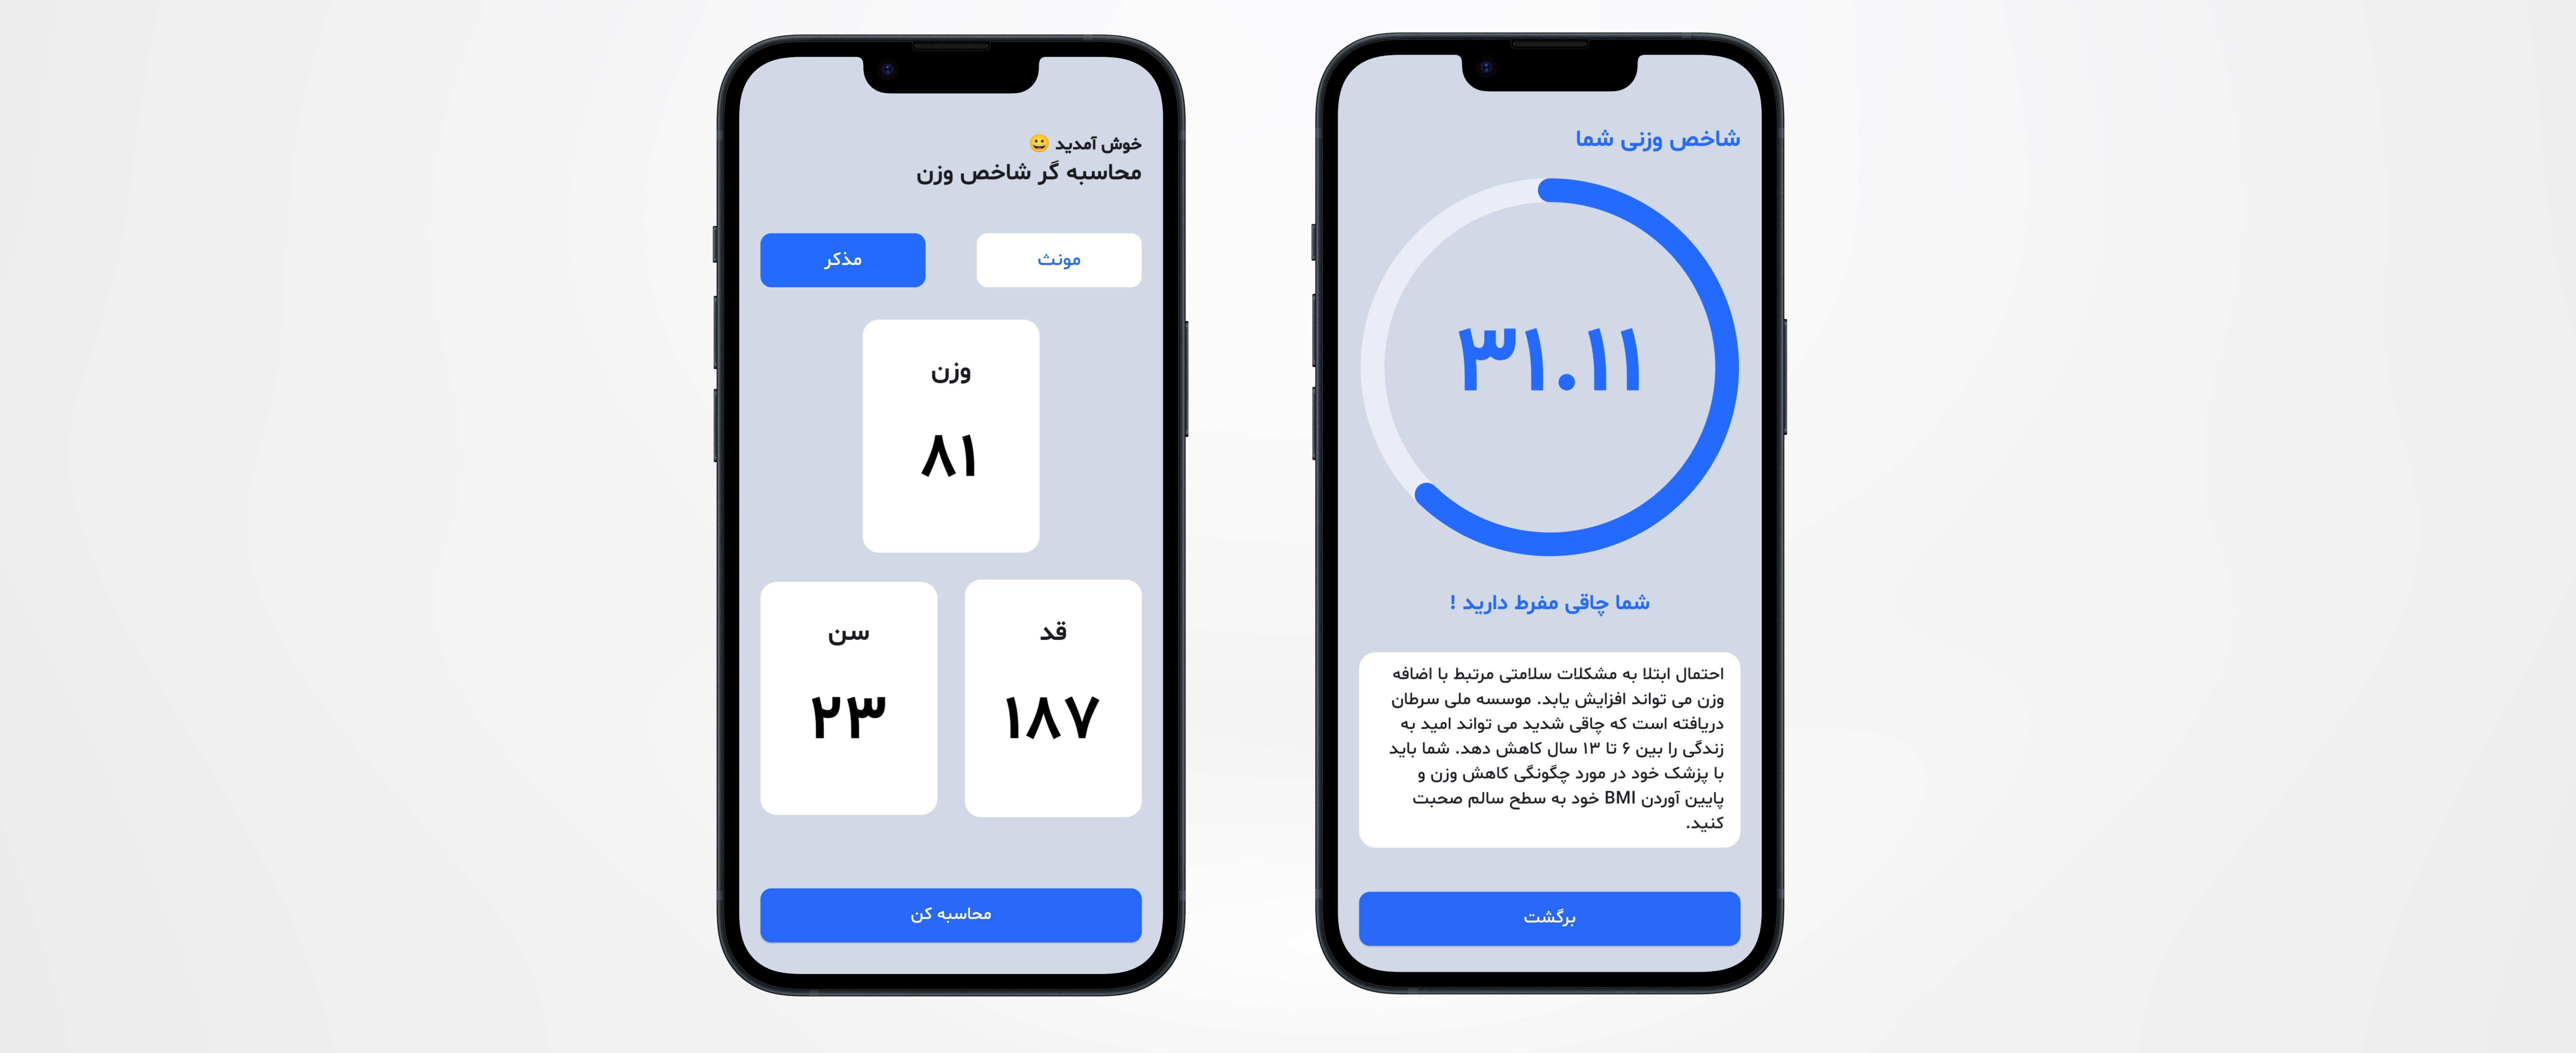 خوش آمدید 😀
محاسبه گر شاخص وزن
مونث
مذکر
وزن
۸۱
قد
۱۸۷
سن
۲۳
محاسبه کن
شاخص وزنی شما
۳۱.۱۱
شما چاقی مفرط دارید !
احتمال ابتلا به مشکلات سلامتی مرتبط با اضافه
وزن می تواند افزایش یابد. موسسه ملی سرطان
دریافته است که چاقی شدید می تواند امید به
زندگی را بین ۶ تا ۱۳ سال کاهش دهد. شما باید
با پزشک خود در مورد چگونگی کاهش وزن و
پایین آوردن BMI خود به سطح سالم صحبت
کنید.
برگشت